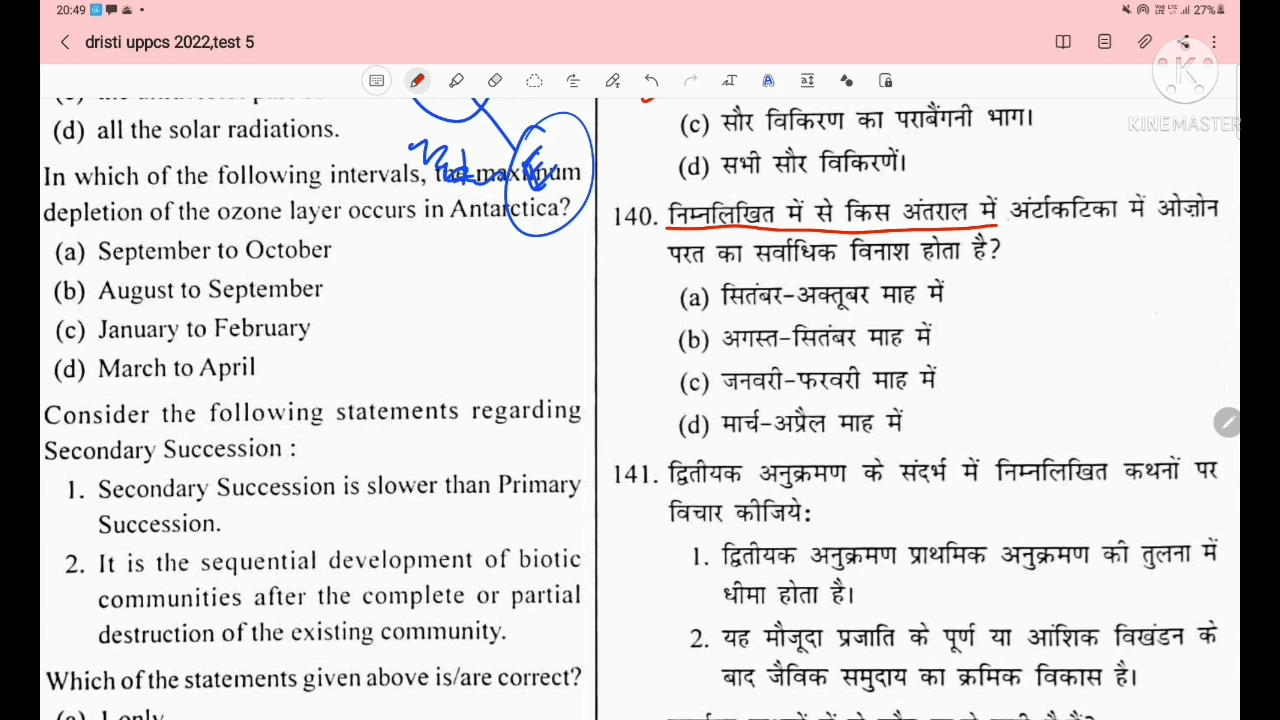 20:49
27%
dristi uppcs 2022,test 5
KINEMASTER
(d) all the solar radiations.
In which of the following intervals, the maximum
depletion of the ozone layer occurs in Antarctica?
(a) September to October
(b) August to September
(c) January to February
(d) March to April
Consider the following statements regarding
Secondary Succession :
1. Secondary Succession is slower than Primary
Succession.
2. It is the sequential development of biotic
communities after the complete or partial
destruction of the existing community.
Which of the statements given above is/are correct?
(a) 1 only
(c) सौर विकिरण का पराबैंगनी भाग।
(d) सभी सौर विकिरणें।
140. निम्नलिखित में से किस अंतराल में अंर्टाकटिका में ओज़ोन
परत का सर्वाधिक विनाश होता है?
(a) सितंबर-अक्तूबर माह में
(b) अगस्त-सितंबर माह में
(c) जनवरी-फरवरी माह में
(d) मार्च-अप्रैल माह में
141. द्वितीयक अनुक्रमण के संदर्भ में निम्नलिखित कथनों पर
विचार कीजिये:
1. द्वितीयक अनुक्रमण प्राथमिक अनुक्रमण की तुलना में
धीमा होता है।
2. यह मौजूदा प्रजाति के पूर्ण या आंशिक विखंडन के
बाद जैविक समुदाय का क्रमिक विकास है।